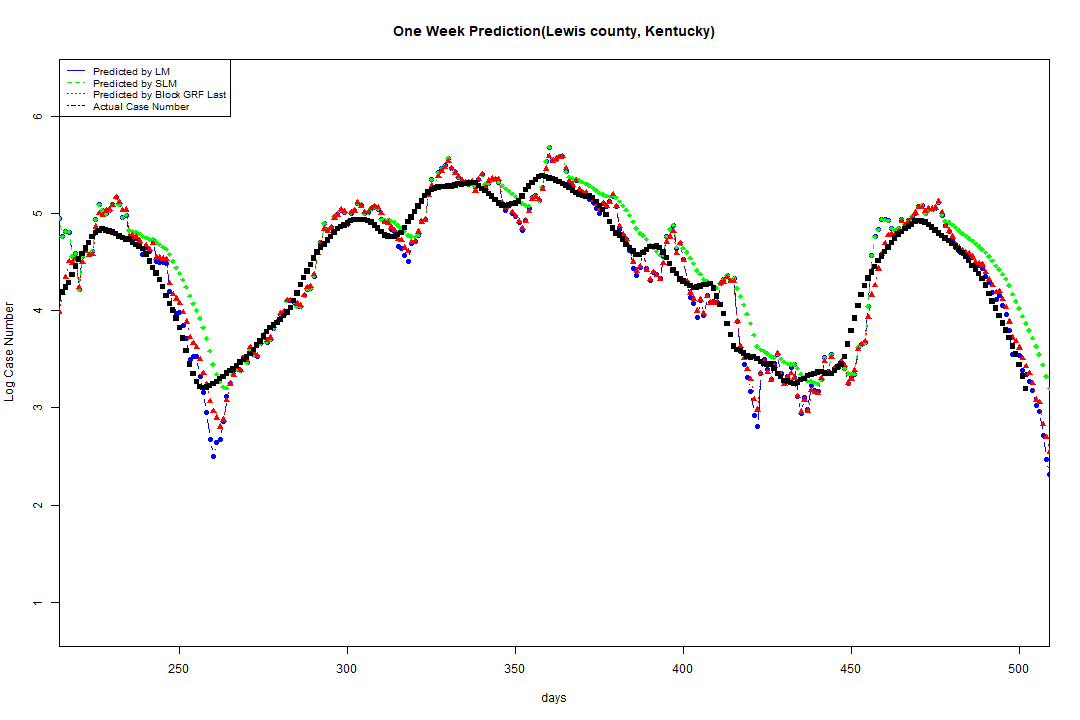 One Week Prediction(Lewis county, Kentucky)
Predicted by LM
Predicted by SLM
Predicted by Block GRF Last
Actual Case Number
Log Case Number
6
5
4
3
2
1
250 300 350 400 450 500
days